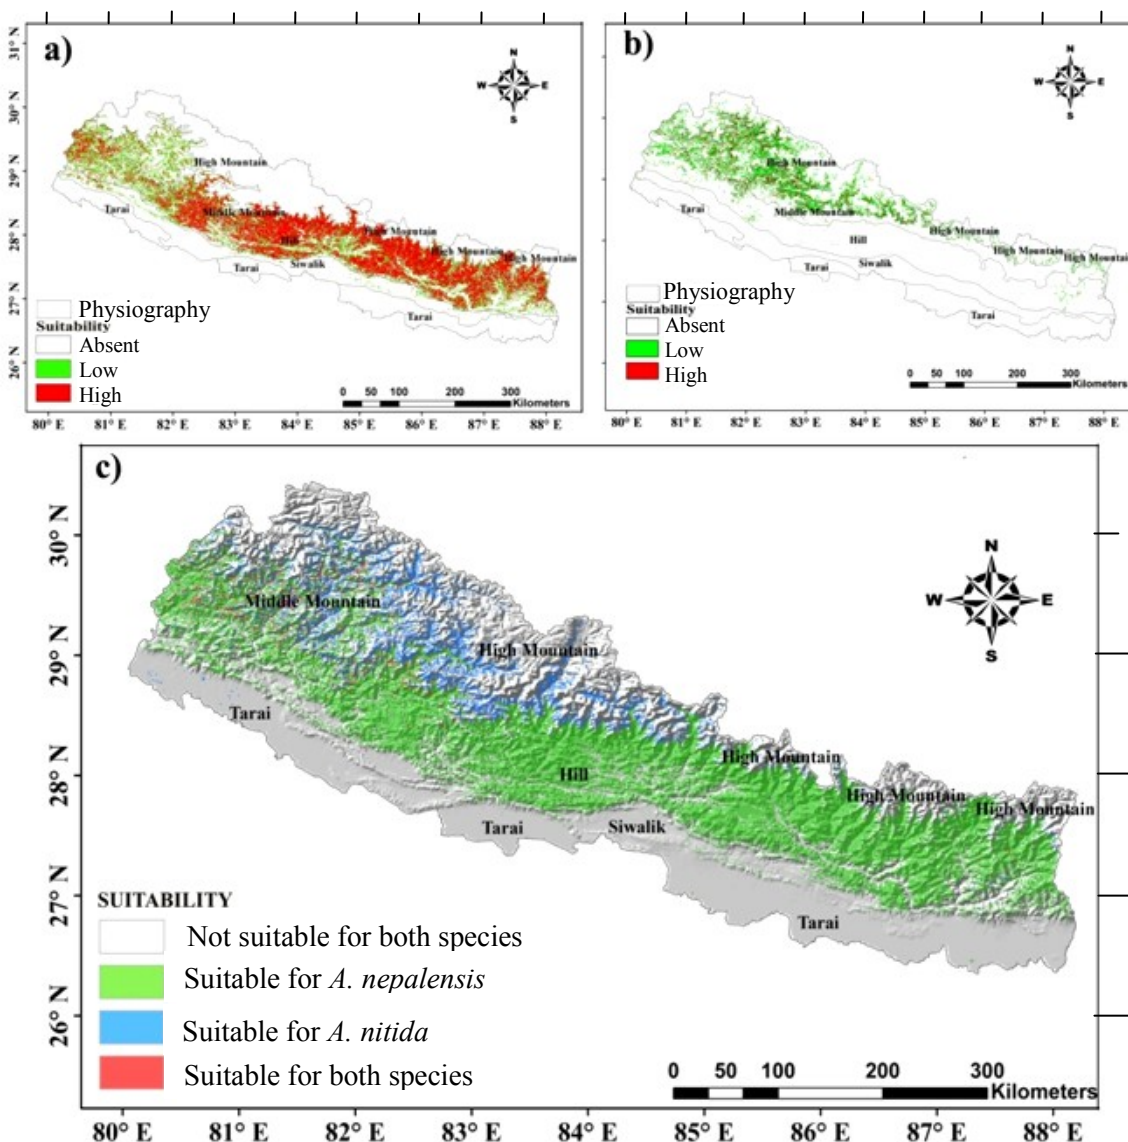 a)
N
W
E
S
31° N
30° N
29° N
28° N
27° N
26° N
High Mountain
Middle Mountain
High Mountain
High Mountain
High Mountain
Tarai
Hill
Tarai
Siwalik
Tarai
Physiography
Suitability
Absent
Low
High
0 50 100 200 300
Kilometers
80° E 81° E 82° E 83° E 84° E 85° E 86° E 87° E 88° E
b)
N
W
E
S
High Mountain
Tarai
Middle Mountain
Hill
High Mountain
High Mountain
High Mountain
Tarai
Siwalik
Tarai
Physiography
Suitability
Absent
Low
High
0 50 100 200 300
Kilometers
80° E 81° E 82° E 83° E 84° E 85° E 86° E 87° E 88° E
c)
N
W
E
S
30° N
29° N
28° N
27° N
26° N
Middle Mountain
High Mountain
Tarai
High Mountain
Hill
High Mountain
High Mountain
Tarai
Siwalik
Tarai
SUITABILITY
Not suitable for both species
Suitable for A. nepalensis
Suitable for A. nitida
Suitable for both species
0 50 100 200 300
Kilometers
80° E 81° E 82° E 83° E 84° E 85° E 86° E 87° E 88° E